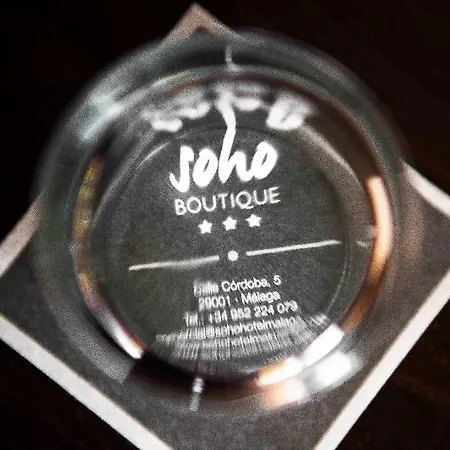 soho
BOUTIQUE
Calle Córdoba, 5
29001 - Málaga
Tel.: +34 952 224 079